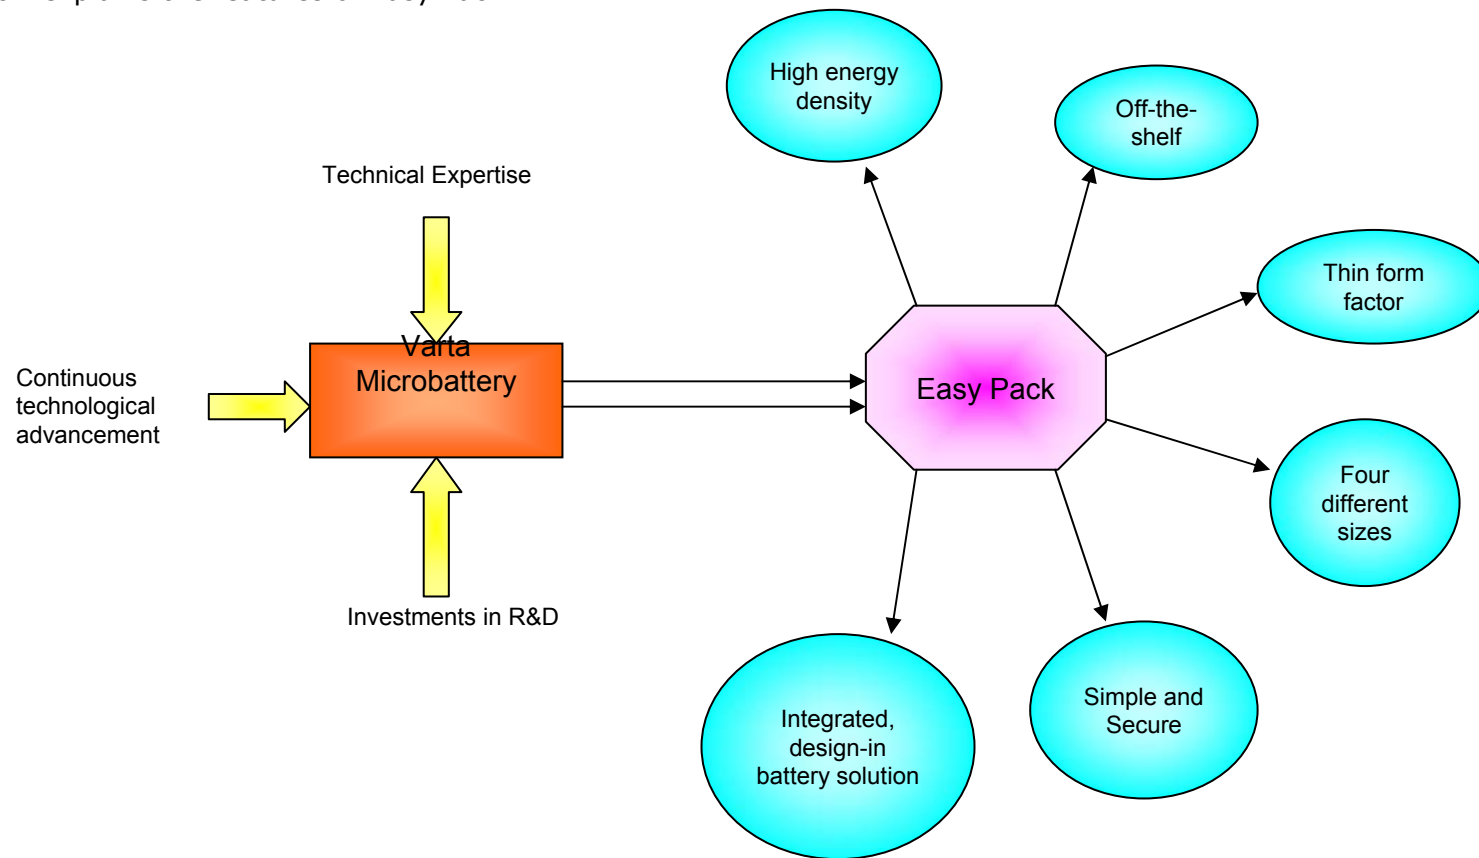 High energy
density
Off-the-
shelf
Technical Expertise
Thin form
factor
Varta
Microbattery
Continuous
technological
advancement
Easy Pack
Four
different
sizes
Investments in R&D
Simple and
Secure
Integrated,
design-in
battery solution